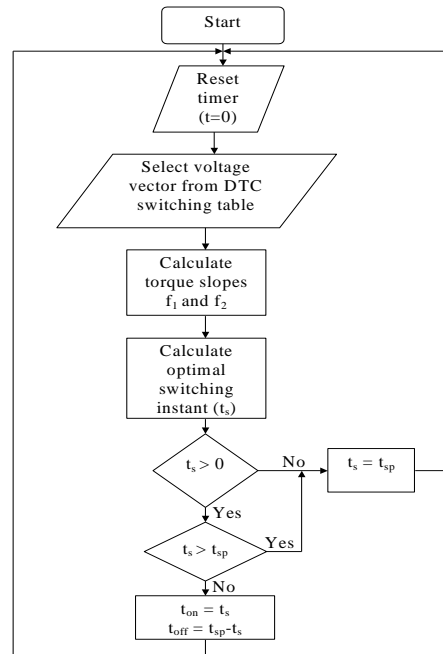 Start
Reset
timer
(t=0)
Select voltage
vector from DTC
switching table
Calculate
torque slopes
f₁ and f₂
Calculate
optimal
switching
instant (tₛ)
tₛ > 0
No
tₛ = tₛₚ
Yes
tₛ > tₛₚ
Yes
No
tₒₙ = tₛ
t_off = tₛₚ-tₛ